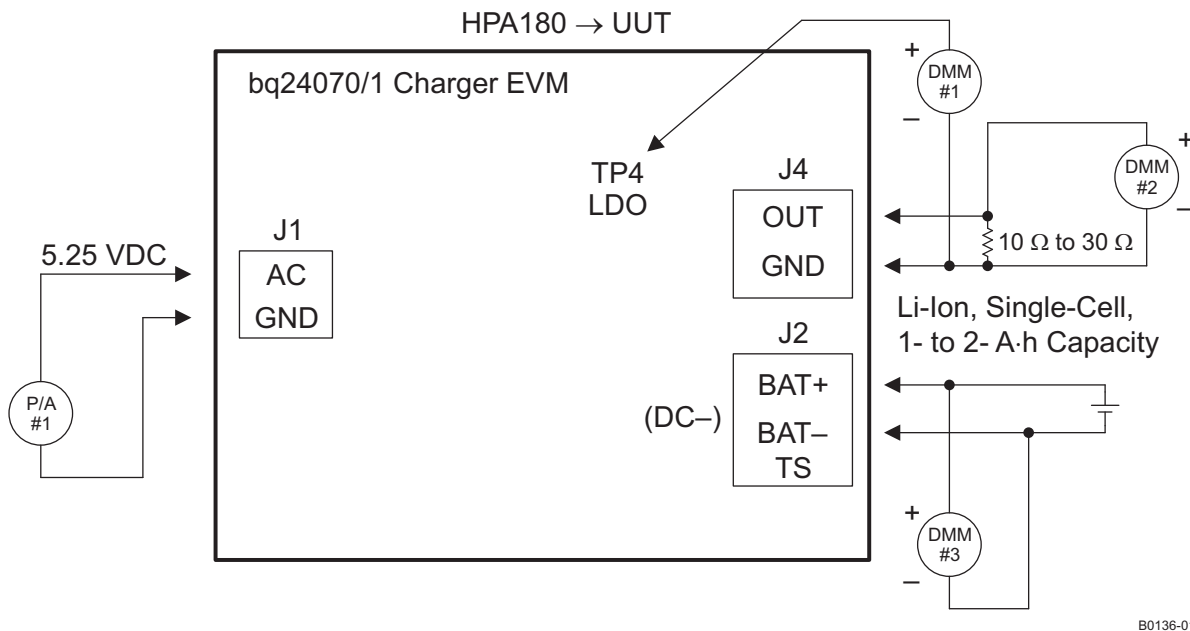 HPA180 → UUT
bq24070/1 Charger EVM
+
DMM
#1
–
TP4
LDO
J4
OUT
GND
+
DMM
#2
–
10 Ω to 30 Ω
J1
5.25 VDC
AC
GND
P/A
#1
Li-Ion, Single-Cell,
1- to 2- A·h Capacity
J2
BAT+
(DC–)
BAT–
TS
+
DMM
#3
–
B0136-0